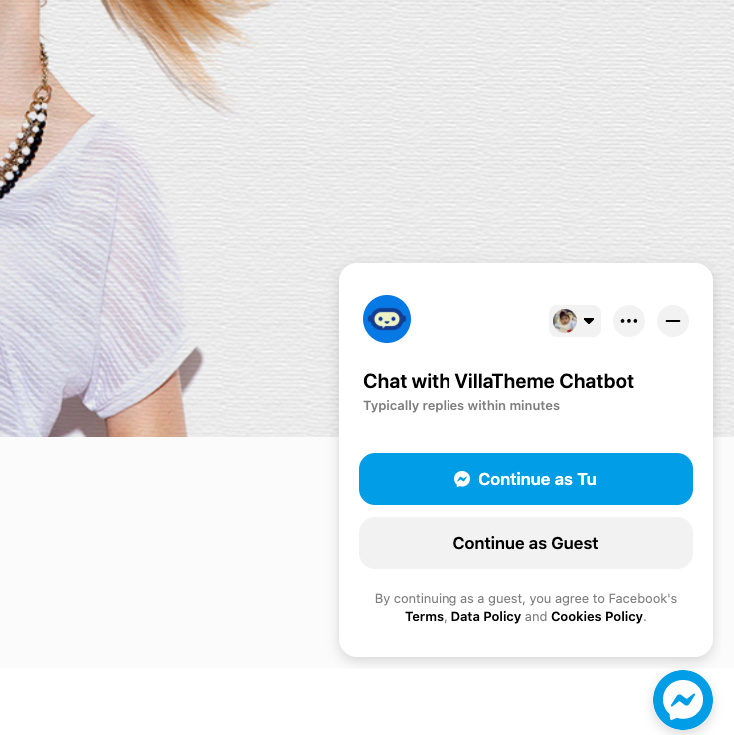 Chat with VillaTheme Chatbot
Typically replies within minutes
Continue as Tu
Continue as Guest
By continuing as a guest, you agree to Facebook's
Terms, Data Policy and Cookies Policy.